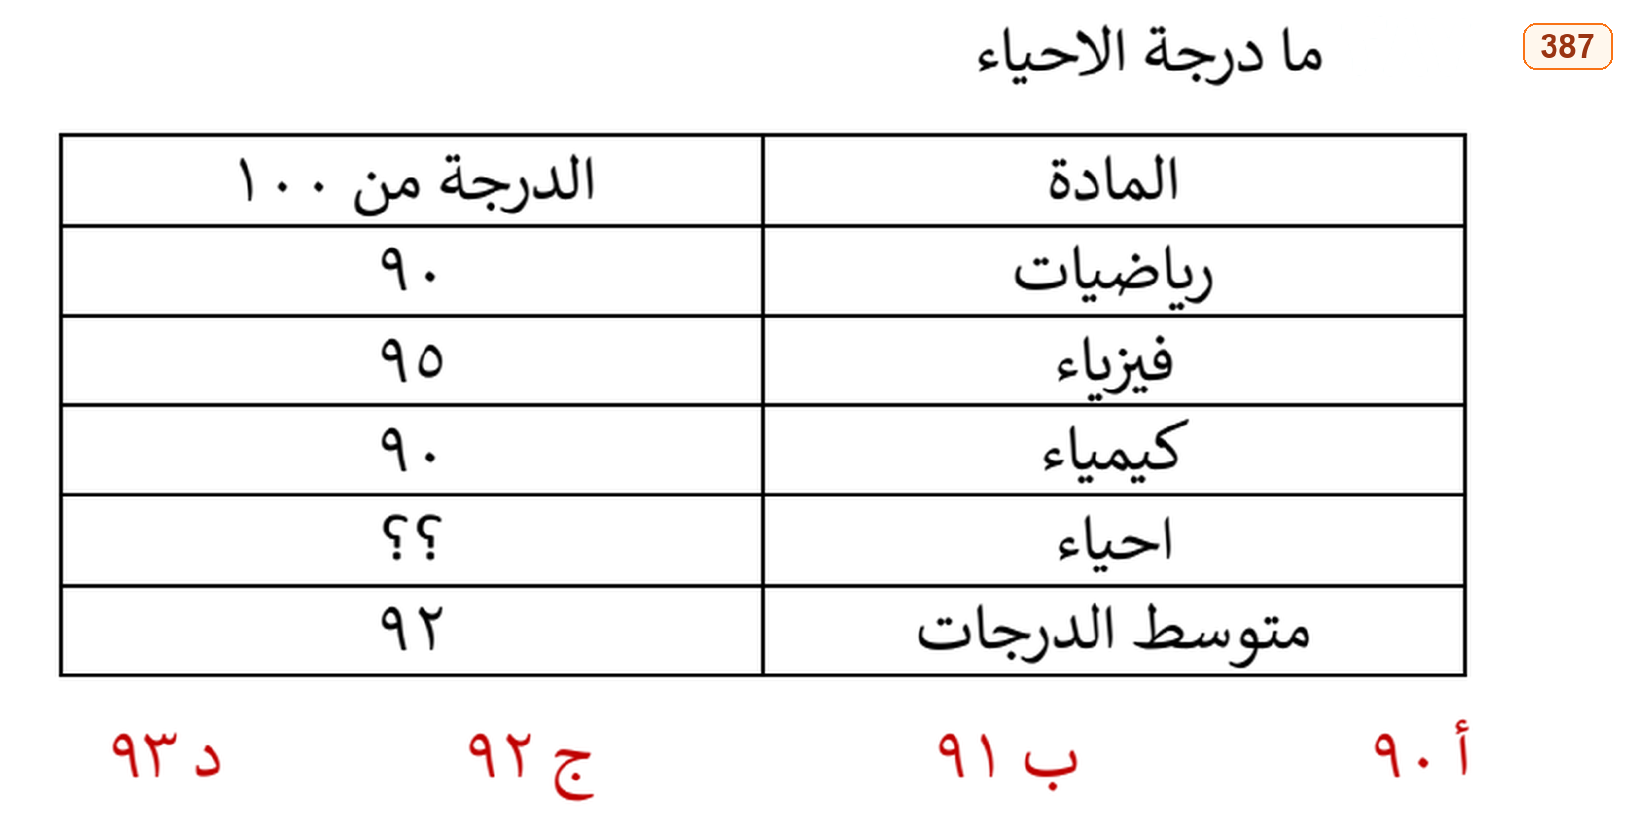 387
ما درجة الاحياء
المادة الدرجة من ١٠٠
رياضيات ٩٠
فيزياء ٩٥
كيمياء ٩٠
احياء ؟؟
متوسط الدرجات ٩٢
أ ٩٠ ب ٩١ ج ٩٢ د ٩٣